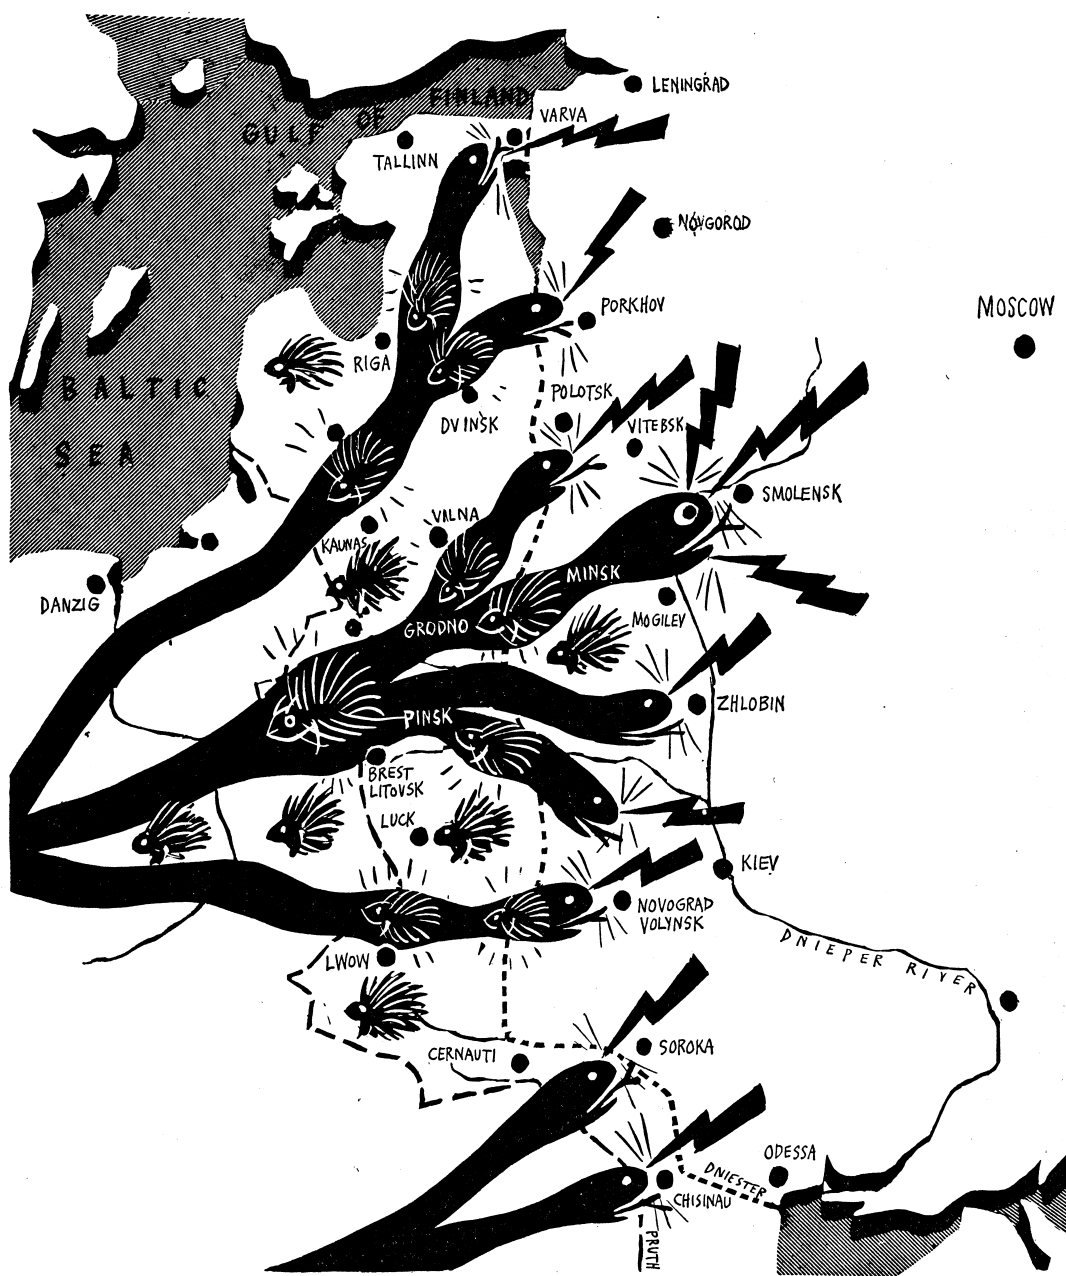 LENINGRAD
FINLAND
GULF OF
VARVA
TALLINN
NOVGOROD
PORKHOV
MOSCOW
RIGA
BALTIC
SEA
DVINSK
POLOTSK
VITEBSK
SMOLENSK
VALNA
KAUNAS
MINSK
DANZIG
MOGILEV
GRODNO
ZHLOBIN
PINSK
BREST
LITOVSK
LUCK
KIEV
NOVOGRAD
VOLYNSK
DNIEPER RIVER
LWOW
SOROKA
CERNAUTI
ODESSA
DNIESTER
CHISINAU
PRUTH